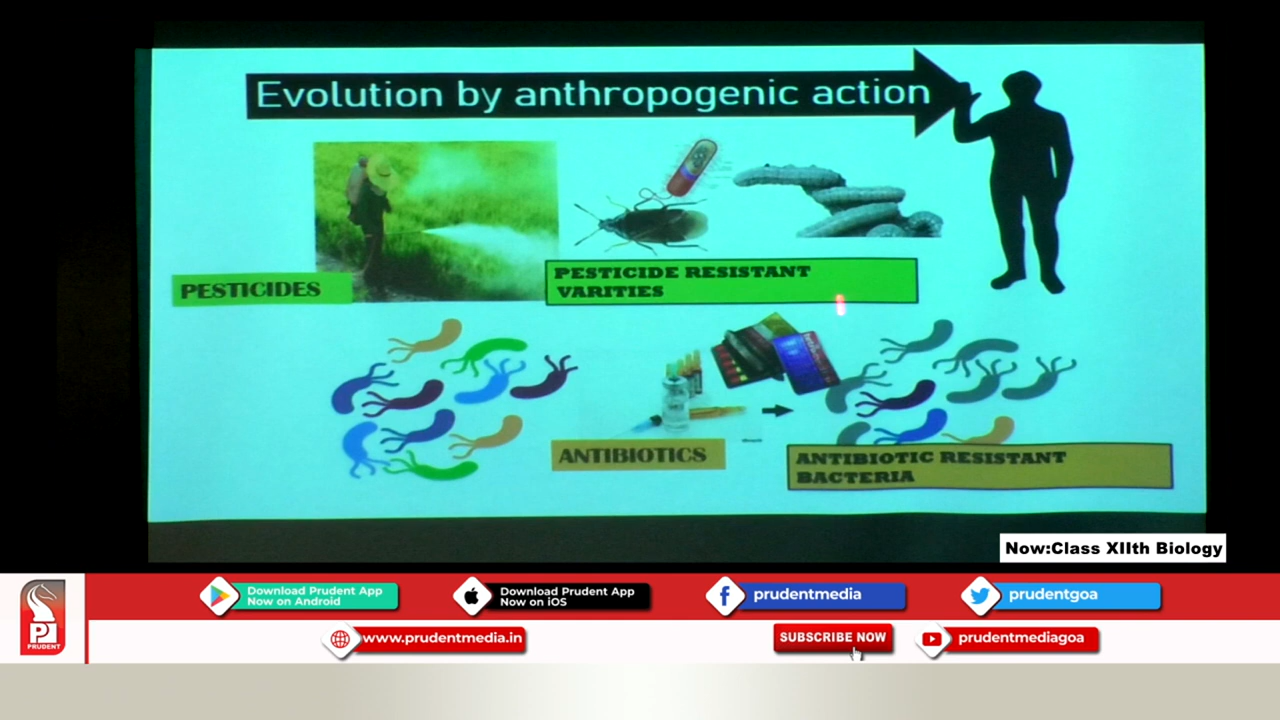 Evolution by anthropogenic action
PESTICIDES
PESTICIDE RESISTANT
VARITIES
ANTIBIOTICS
ANTIBIOTIC RESISTANT
BACTERIA
Now:Class XIIth Biology
Download Prudent App
Now on Android
Download Prudent App
Now on iOS
prudentmedia
prudentgoa
PRUDENT
www.prudentmedia.in
SUBSCRIBE NOW
prudentmediagoa